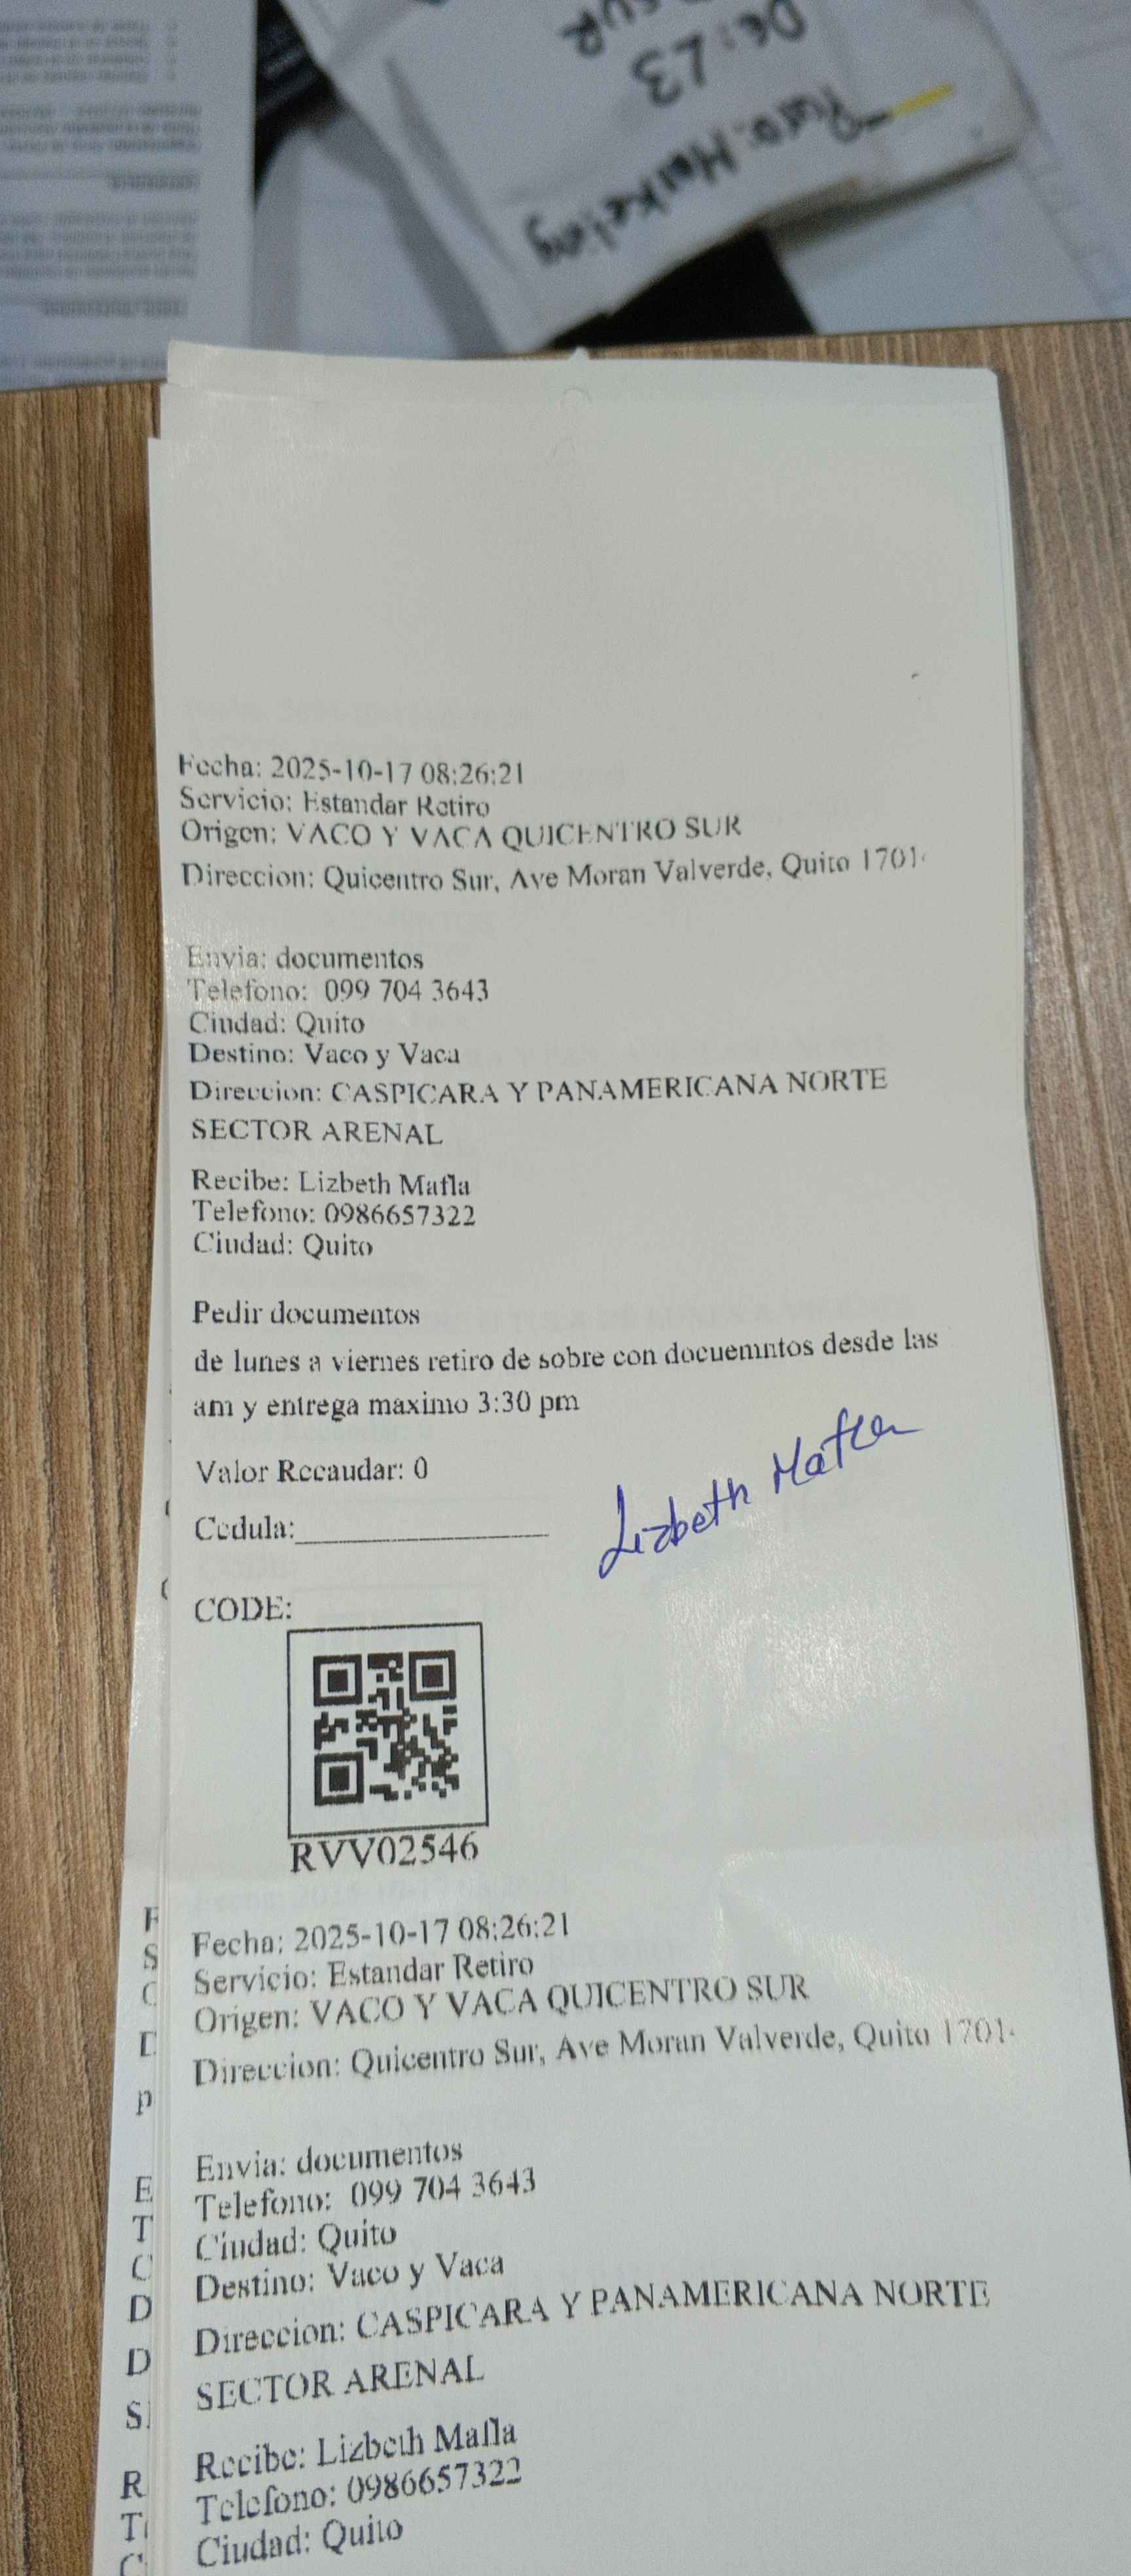 DE: L3
SUR
Para: Marketing
Fecha: 2025-10-17 08:26:21
Servicio: Estandar Retiro
Origen: VACO Y VACA QUICENTRO SUR
Direccion: Quicentro Sur, Ave Moran Valverde, Quito 1701
Envia: documentos
Telefono: 099 704 3643
Ciudad: Quito
Destino: Vaco y Vaca
Direccion: CASPICARA Y PANAMERICANA NORTE
SECTOR ARENAL
Recibe: Lizbeth Mafla
Telefono: 0986657322
Ciudad: Quito
Pedir documentos
de lunes a viernes retiro de sobre con docuemntos desde las
am y entrega maximo 3:30 pm
Valor Recaudar: 0
Lizbeth Mafla
Cedula:
CODE:
RVV02546
Fecha: 2025-10-17 08:26:21
Servicio: Estandar Retiro
Origen: VACO Y VACA QUICENTRO SUR
Direccion: Quicentro Sur, Ave Moran Valverde, Quito 1701
Envia: documentos
Telefono: 099 704 3643
Ciudad: Quito
Destino: Vaco y Vaca
Direccion: CASPICARA Y PANAMERICANA NORTE
SECTOR ARENAL
Recibe: Lizbeth Mafla
Telefono: 0986657322
Ciudad: Quito